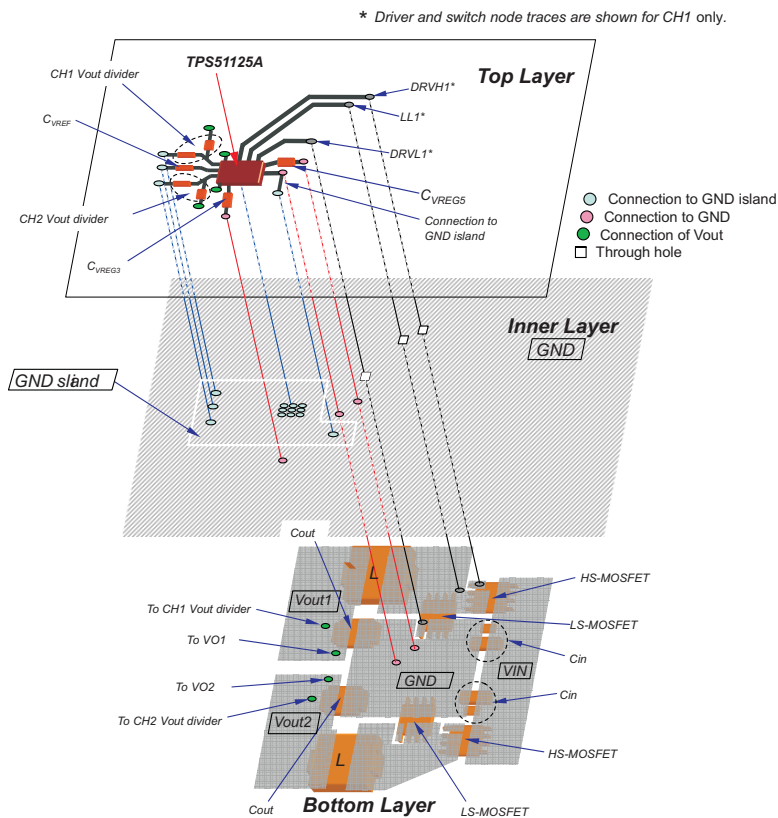 * Driver and switch node traces are shown for CH1 only.
TPS51125A
Top Layer
CH1 Vout divider
DRVH1*
LL1*
CVREF
DRVL1*
CVREG5
CH2 Vout divider
Connection to
GND island
CVREG3
Connection to GND island
Connection to GND
Connection of Vout
Through hole
Inner Layer
GND
GND island
Cout
L
HS-MOSFET
Vout1
To CH1 Vout divider
LS-MOSFET
To VO1
Cin
VIN
To VO2
GND
Cin
To CH2 Vout divider
Vout2
HS-MOSFET
L
Cout
Bottom Layer
LS-MOSFET